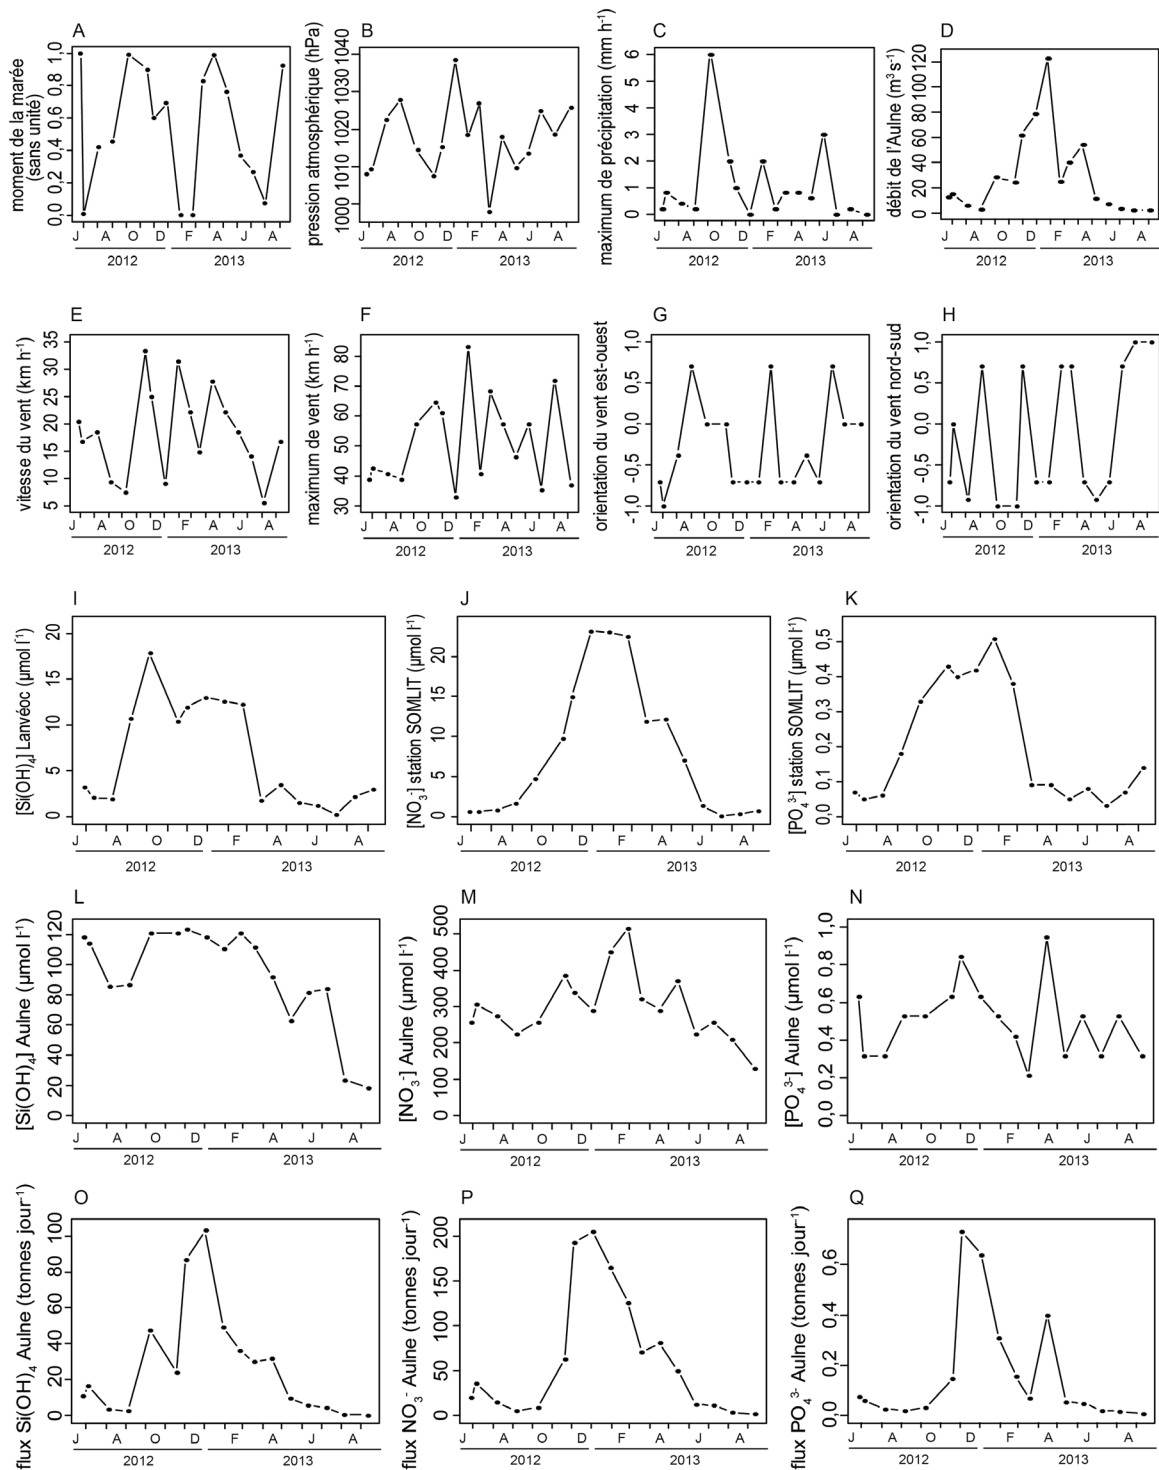 A
moment de la marée
(sans unité)
0,0 0,2 0,4 0,6 0,8 1,0
J A O D F A J A
2012 2013
B
pression atmosphérique (hPa)
1000 1010 1020 1030 1040
J A O D F A J A
2012 2013
C
maximum de précipitation (mm h-1)
0 1 2 3 4 5 6
J A O D F A J A
2012 2013
D
débit de l'Aulne (m3s-1)
0 20 40 60 80 100 120
J A O D F A J A
2012 2013
E
vitesse du vent (km h-1)
5 10 15 20 25 30 35
J A O D F A J A
2012 2013
F
maximum de vent (km h-1)
30 40 50 60 70 80
J A O D F A J A
2012 2013
G
orientation du vent est-ouest
-1,0 -0,5 0,0 0,5 1,0
J A O D F A J A
2012 2013
H
orientation du vent nord-sud
-1,0 -0,5 0,0 0,5 1,0
J A O D F A J A
2012 2013
I
[Si(OH)4] Lanvéoc (µmol l-1)
0 5 10 15 20
J A O D F A J A
2012 2013
J
[NO3-] station SOMLIT (µmol l-1)
0 5 10 15 20
J A O D F A J A
2012 2013
K
[PO43-] station SOMLIT (µmol l-1)
0,0 0,1 0,2 0,3 0,4 0,5
J A O D F A J A
2012 2013
L
[Si(OH)4] Aulne (µmol l-1)
0 20 40 60 80 100 120
J A O D F A J A
2012 2013
M
[NO3-] Aulne (µmol l-1)
0 100 200 300 400 500
J A O D F A J A
2012 2013
N
[PO43-] Aulne (µmol l-1)
0,0 0,2 0,4 0,6 0,8 1,0
J A O D F A J A
2012 2013
O
flux Si(OH)4 Aulne (tonnes jour-1)
0 20 40 60 80 100
J A O D F A J A
2012 2013
P
flux NO3- Aulne (tonnes jour-1)
0 50 100 150 200
J A O D F A J A
2012 2013
Q
flux PO43- Aulne (tonnes jour-1)
0,0 0,2 0,4 0,6
J A O D F A J A
2012 2013